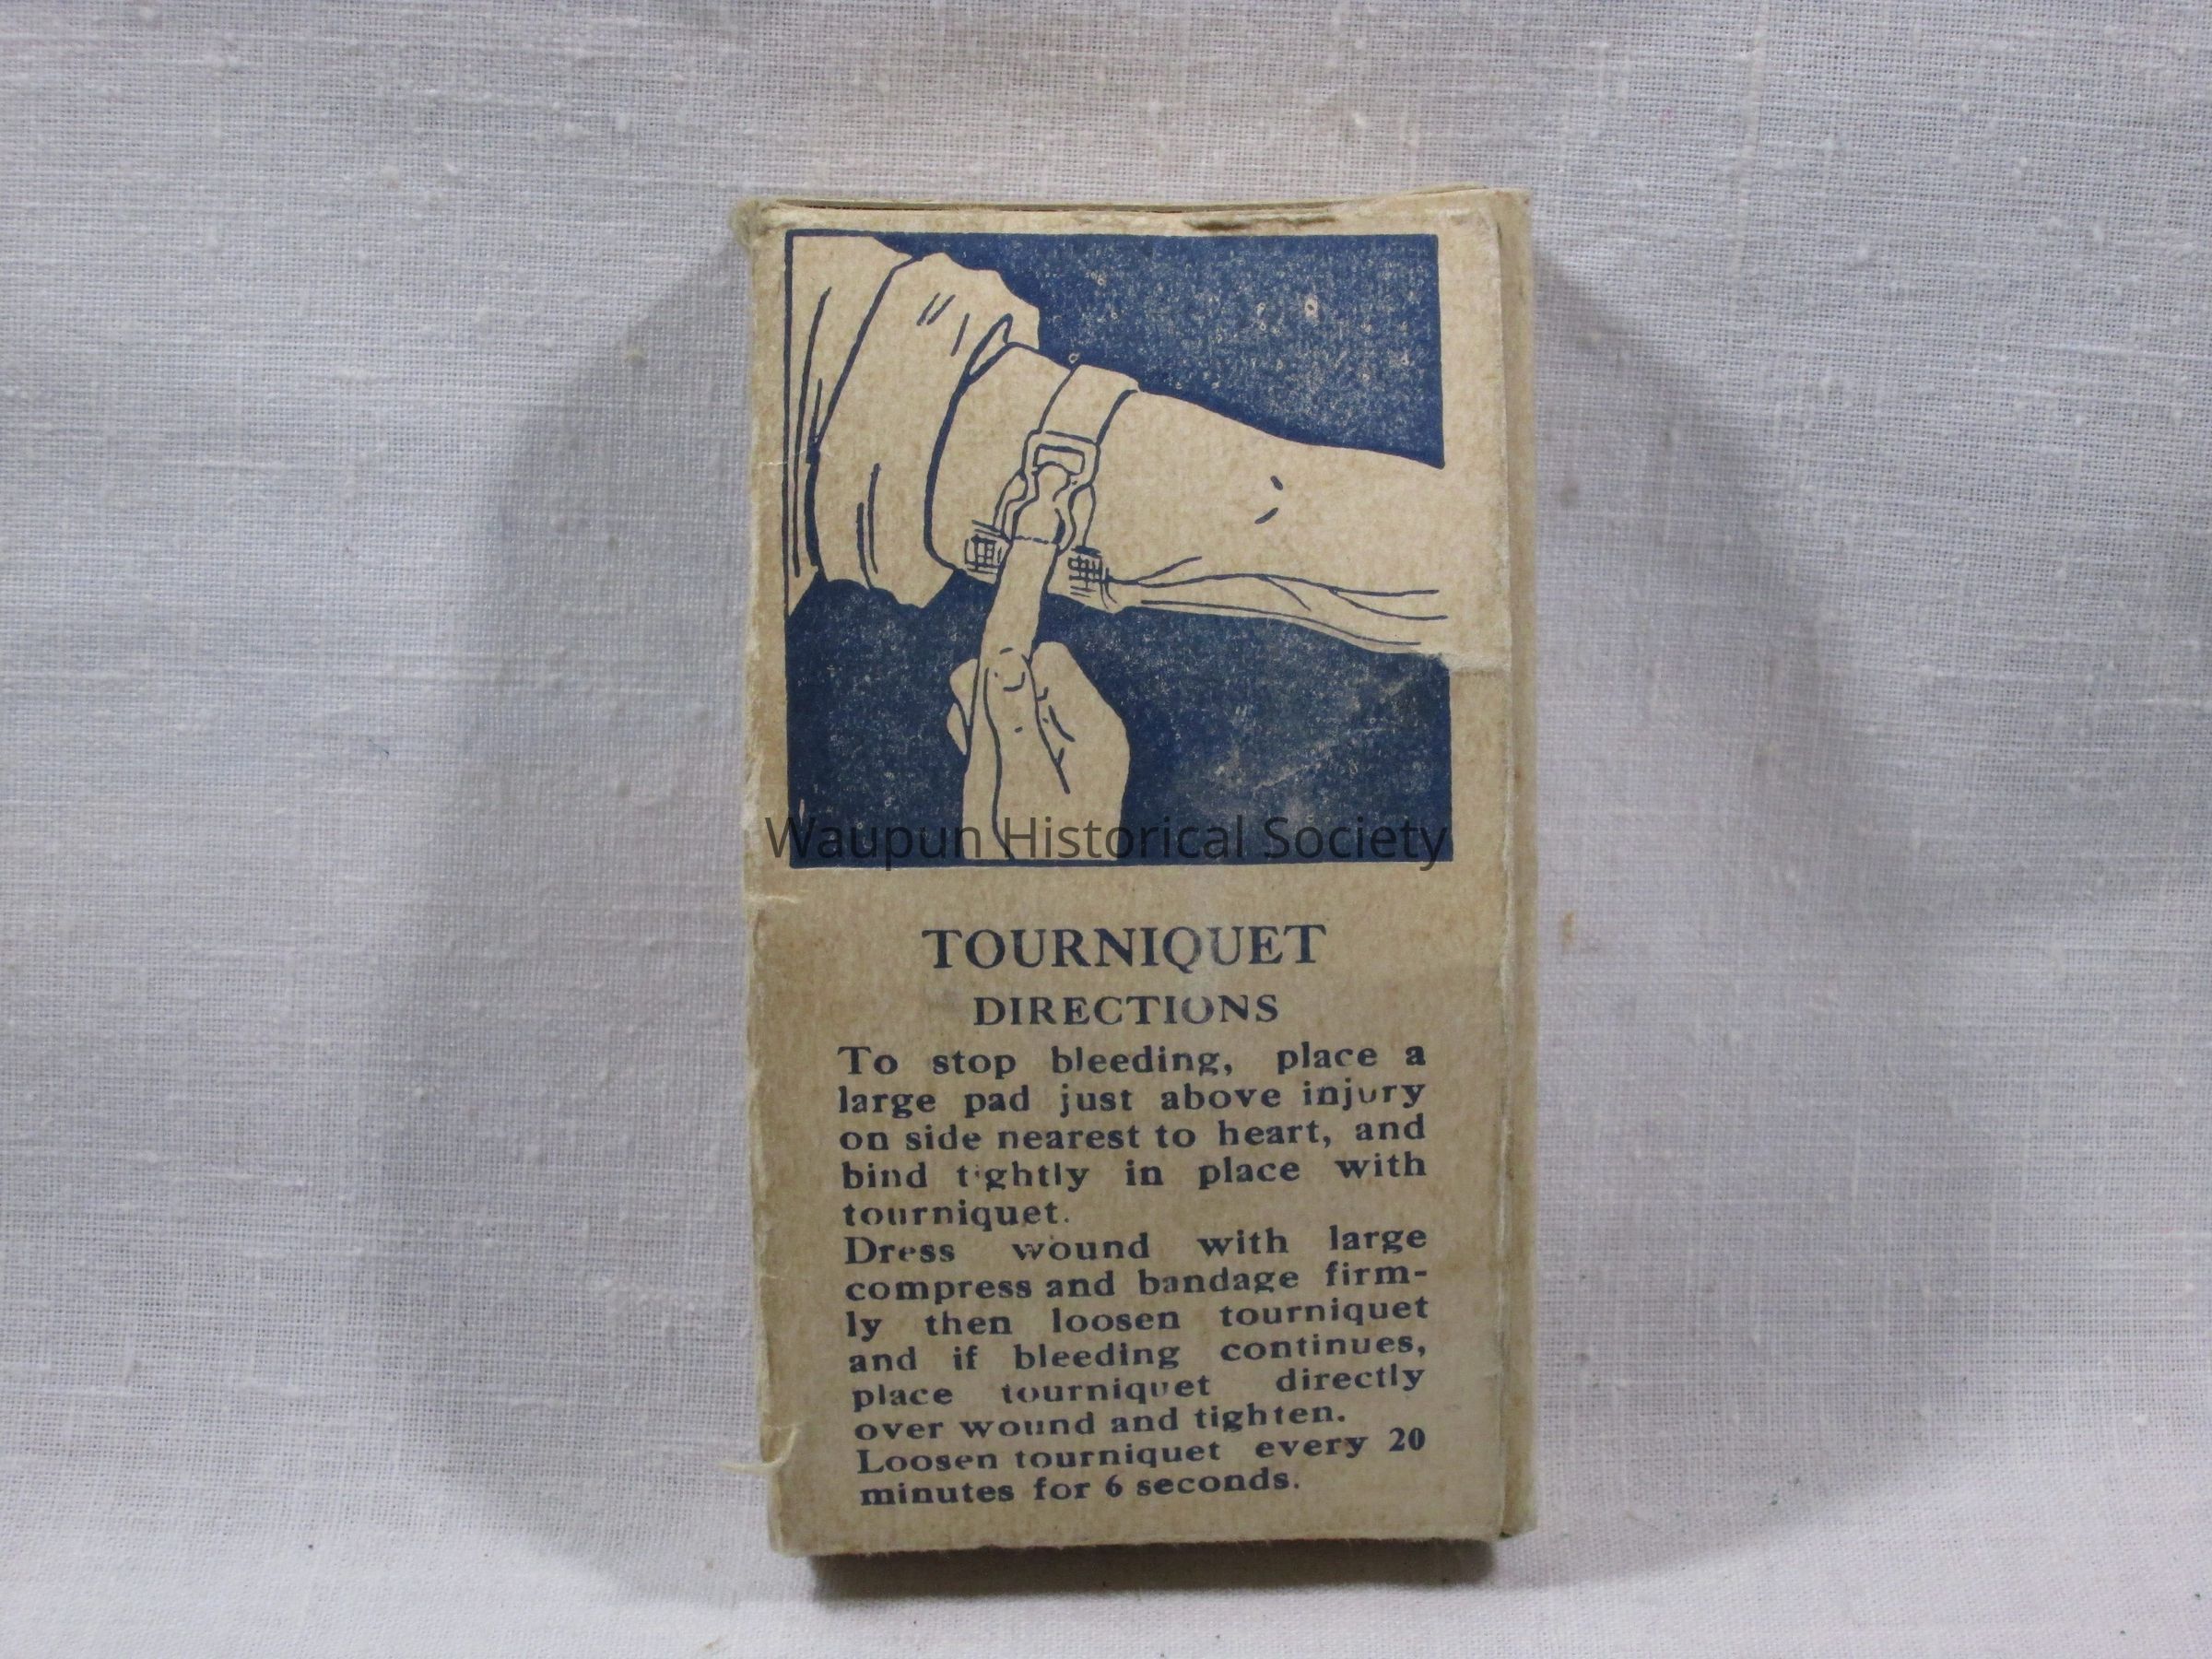 Waupun Historical Society
TOURNIQUET
DIRECTIONS
To stop bleeding, place a
large pad just above injury
on side nearest to heart, and
bind tightly in place with
tourniquet.
Dress wound with large
compress and bandage firm-
ly then loosen tourniquet
and if bleeding continues,
place tourniquet directly
over wound and tighten.
Loosen tourniquet every 20
minutes for 6 seconds.